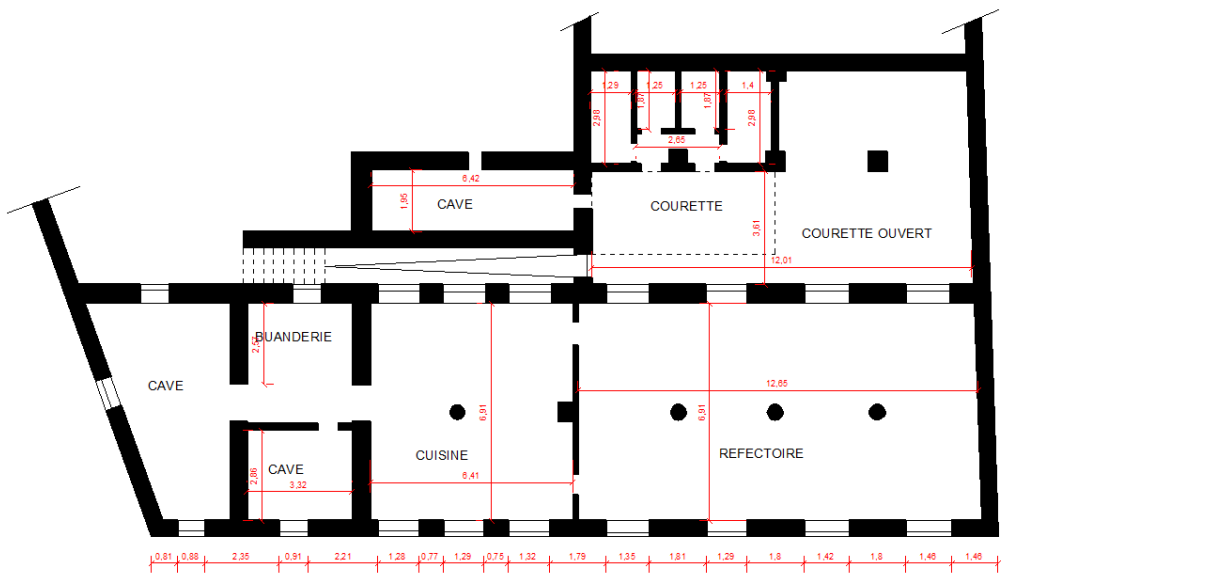 1,29
1,25
1,25
1,4
2,98
1,87
1,87
2,98
2,65
6,42
1,95
CAVE
COURETTE
3,61
COURETTE OUVERT
12,01
BUANDERIE
2,57
CAVE
12,65
6,91
6,91
CUISINE
REFECTOIRE
CAVE
2,86
3,32
6,41
0,81 0,88 2,35 0,91 2,21 1,28 0,77 1,29 0,75 1,32 1,79 1,35 1,81 1,29 1,8 1,42 1,8 1,46 1,46